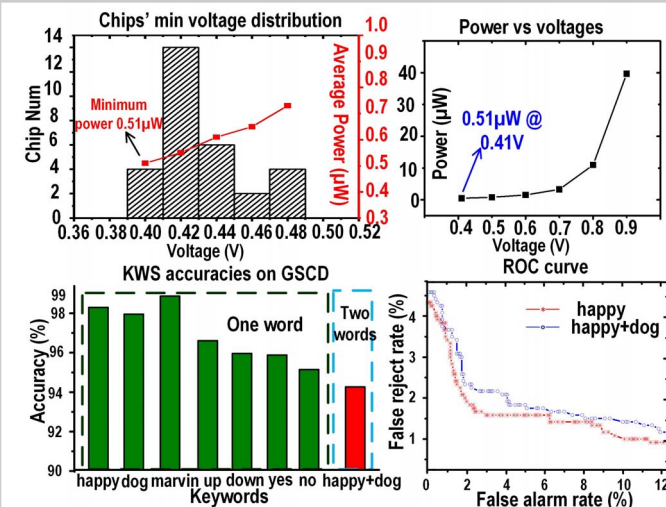 Chips' min voltage distribution
14
12
10
8
6
4
2
0
Chip Num
0.36
0.38
0.40
0.42
0.44
0.46
0.48
0.50
0.52
Voltage (V)
1.0
0.9
0.8
0.7
0.6
0.5
0.4
0.3
Average Power (μW)
Minimum
power 0.51μW
Power vs voltages
40
30
20
10
0
Power (μW)
0.51μW @
0.41V
0.4
0.5
0.6
0.7
0.8
0.9
Voltage (V)
KWS accuracies on GSCD
99
98
96
94
92
90
Accuracy (%)
One word
Two
words
happy
dog
marvin
up
down
yes
no
happy+dog
Keywords
ROC curve
4
3
2
1
False reject rate (%)
happy
happy+dog
0
2
4
6
8
10
12
False alarm rate (%)